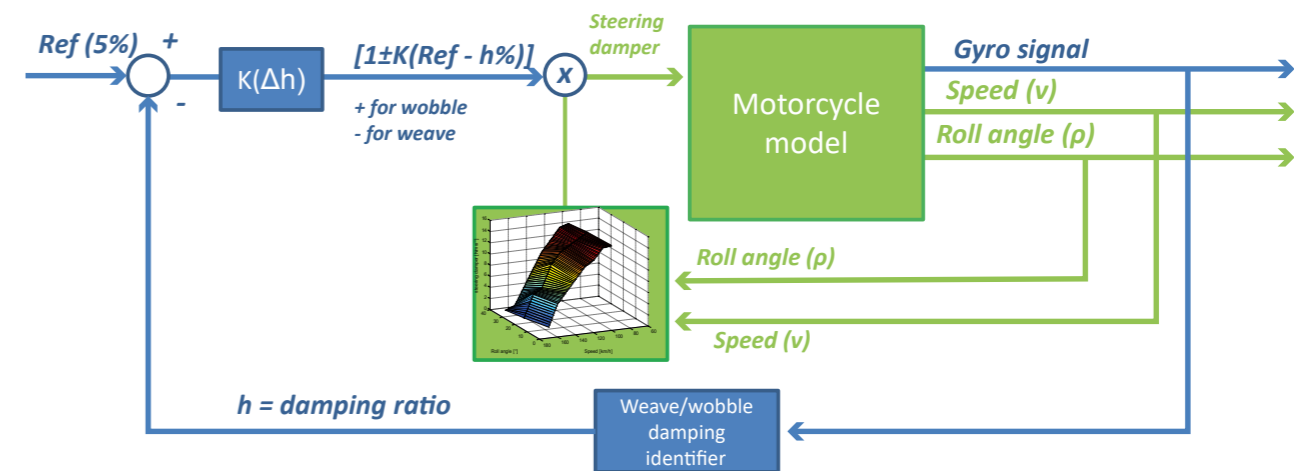 Ref (5%)
+
-
K(Δh)
[1±K(Ref - h%)]
+ for wobble
- for weave
x
Steering
damper
Motorcycle
model
Gyro signal
Speed (v)
Roll angle (ρ)
Roll angle (ρ)
Speed (v)
Roll angle [°]
Speed [km/h]
h = damping ratio
Weave/wobble
damping
identifier